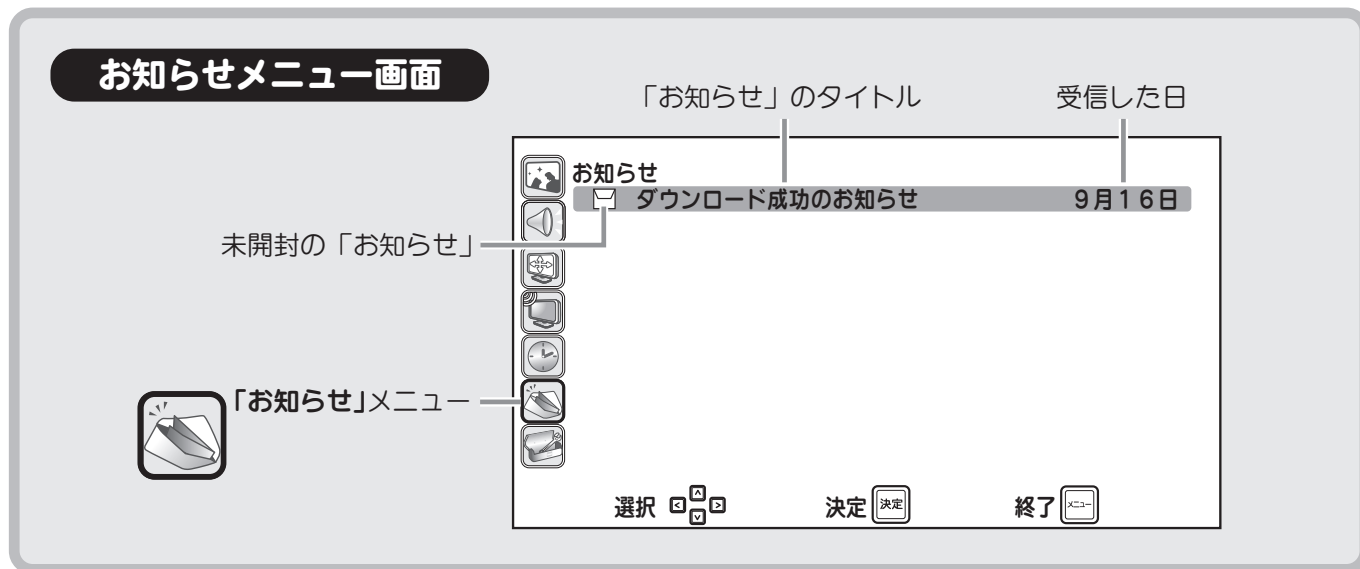 お知らせメニュー画面
「お知らせ」のタイトル
受信した日
お知らせ
ダウンロード成功のお知らせ 9月16日
未開封の「お知らせ」
「お知らせ」メニュー
選択 決定 決定 終了 メニュー